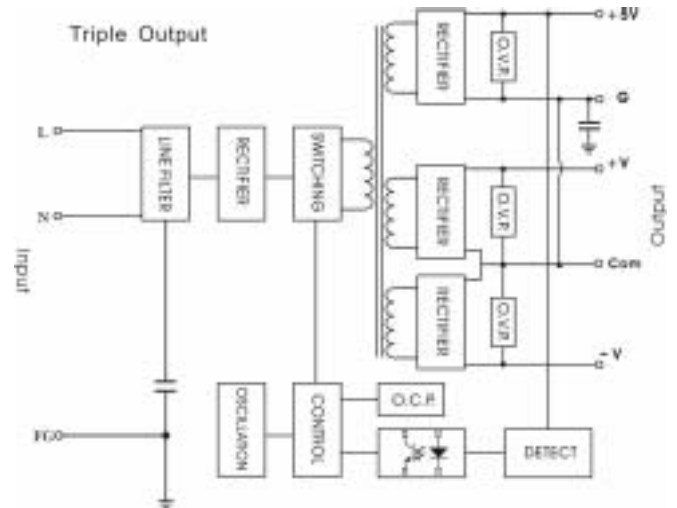 Triple Output
+5V
RECTIFIER
O.V.P.
G
L
LINE FILTER
RECTIFIER
SWITCHING
N
+V
RECTIFIER
O.V.P.
Com
Input
Output
RECTIFIER
O.V.P.
-V
OSCILLATION
CONTROL
O.C.P.
FG
DETECT